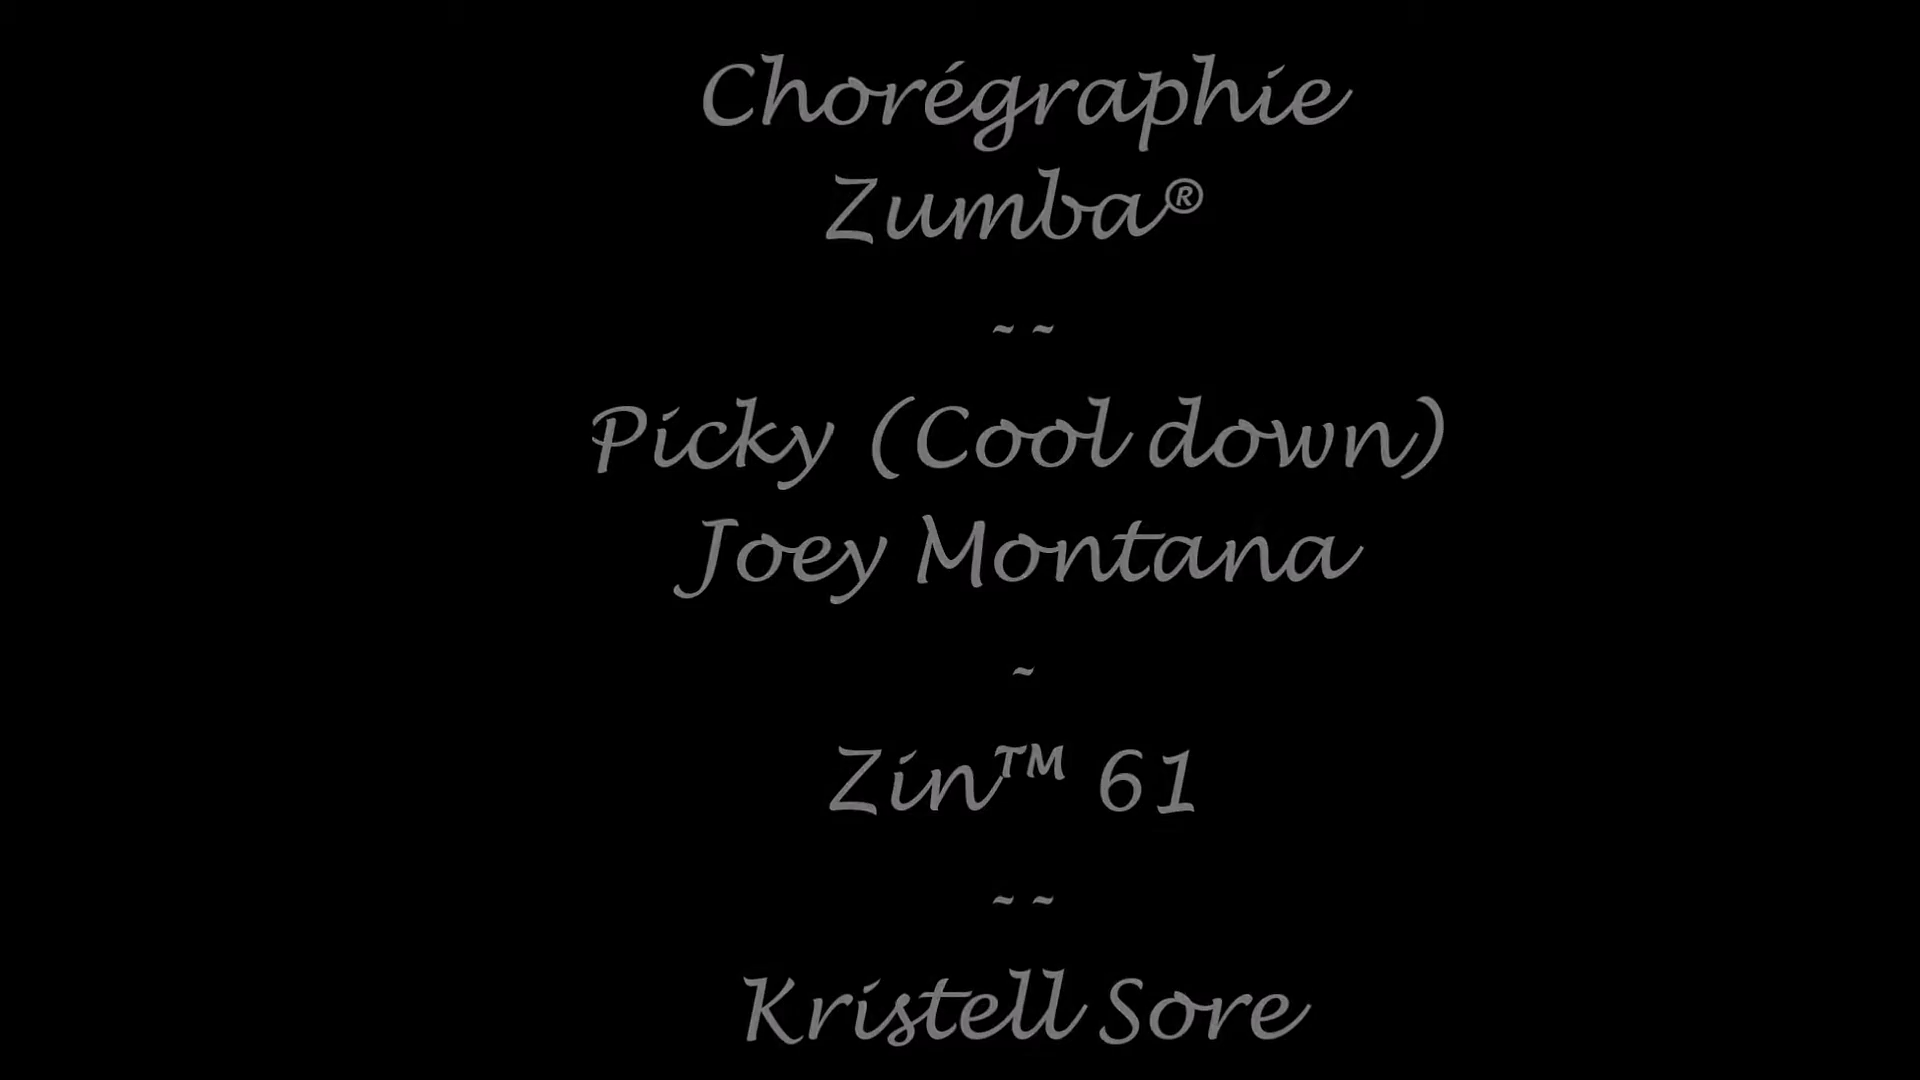 Chorégraphie
Zumba®
~~
Picky (Cool down)
Joey Montana
~
Zin™ 61
~~
Kristell Sore